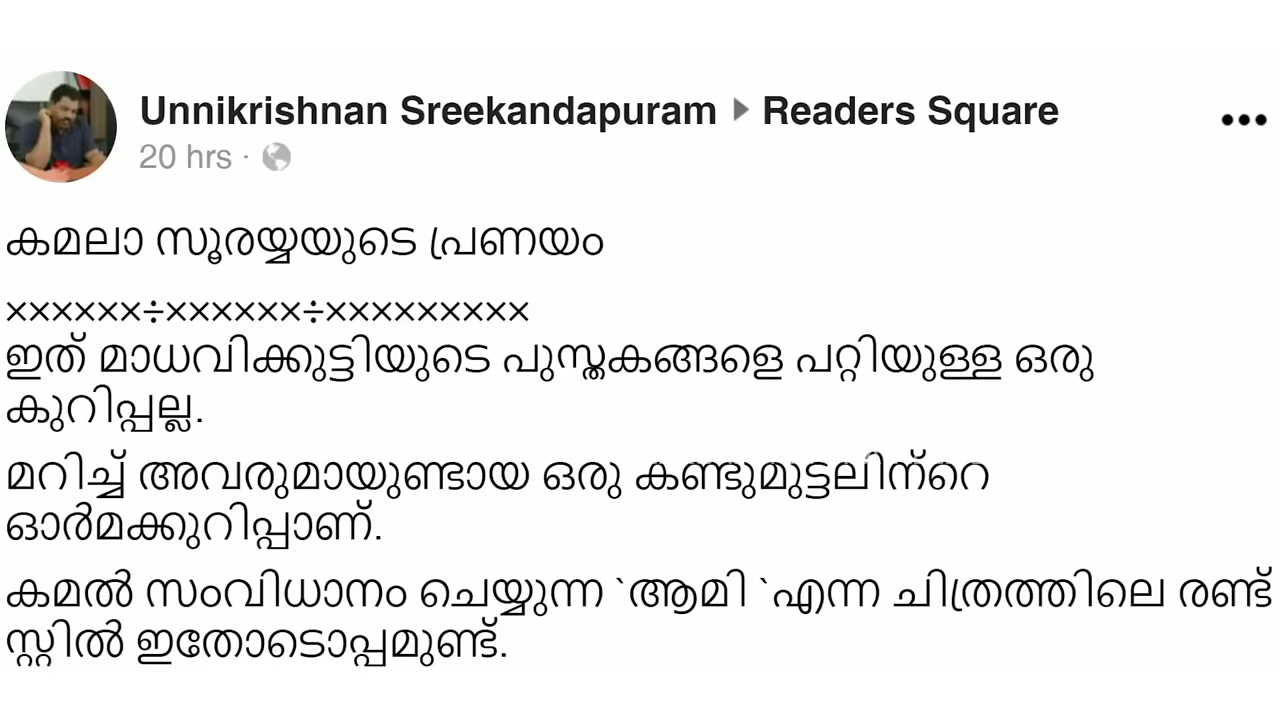 Unnikrishnan Sreekandapuram ▶ Readers Square
20 hrs ·
കമലാ സൂരയ്യയുടെ പ്രണയം
××××××÷××××××÷×××××××××
ഇത് മാധവിക്കുട്ടിയുടെ പുസ്തകങ്ങളെ പറ്റിയുള്ള ഒരു
കുറിപ്പല്ല.
മറിച്ച് അവരുമായുണ്ടായ ഒരു കണ്ടുമുട്ടലിന്റെ
ഓർമക്കുറിപ്പാണ്.
കമൽ സംവിധാനം ചെയ്യുന്ന `ആമി `എന്ന ചിത്രത്തിലെ രണ്ട്
സ്റ്റിൽ ഇതോടൊപ്പമുണ്ട്.